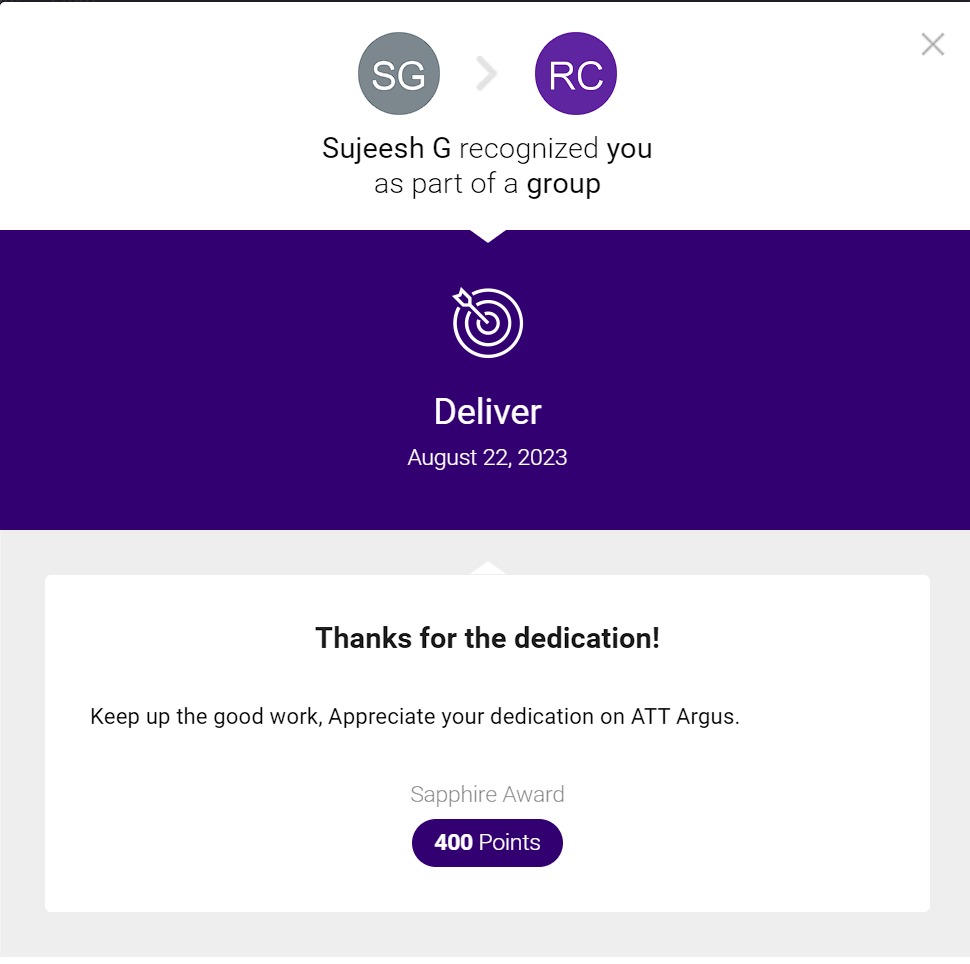 SG
RC
Sujeesh G recognized you
as part of a group
Deliver
August 22, 2023
Thanks for the dedication!
Keep up the good work, Appreciate your dedication on ATT Argus.
Sapphire Award
400 Points